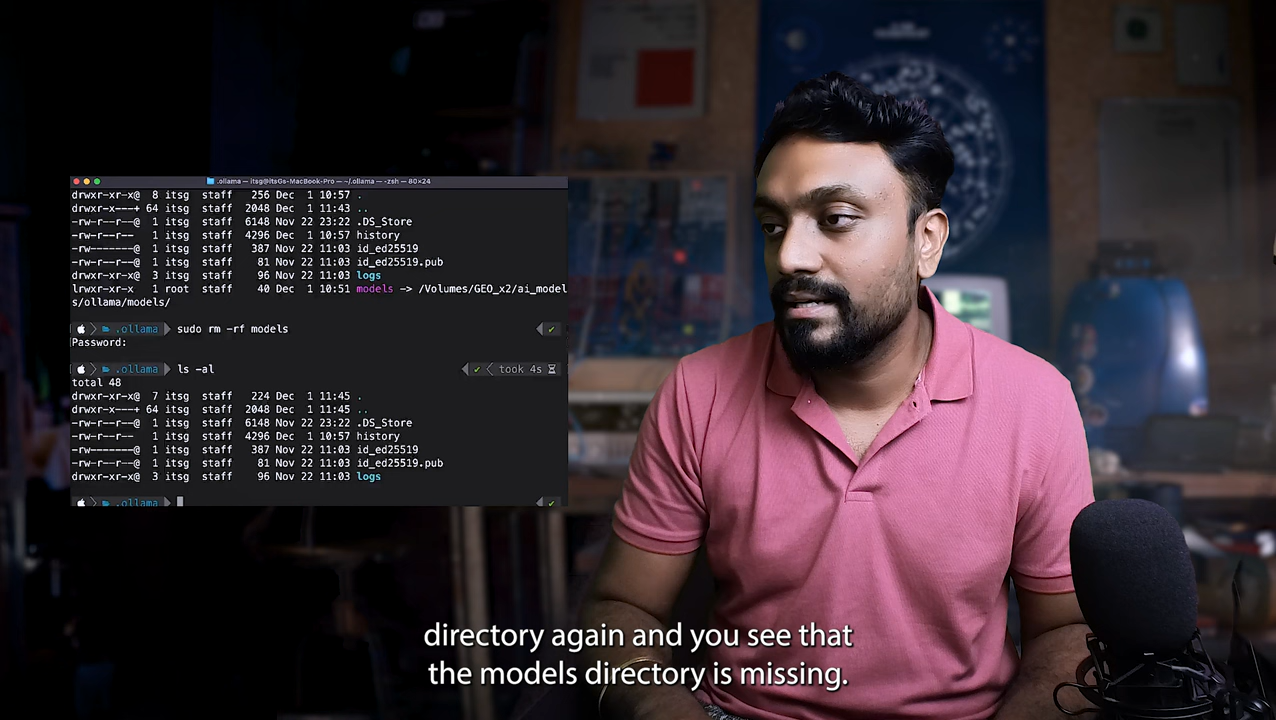 .ollama — itsg@itsGs-MacBook-Pro — ~/.ollama — -zsh — 80×24
drwxr-xr-x@ 8 itsg staff 256 Dec 1 10:57 .
drwxr-x---+ 64 itsg staff 2048 Dec 1 11:43 ..
-rw-r--r--@ 1 itsg staff 6148 Nov 22 23:22 .DS_Store
-rw-r--r-- 1 itsg staff 4296 Dec 1 10:57 history
-rw-------@ 1 itsg staff 387 Nov 22 11:03 id_ed25519
-rw-r--r--@ 1 itsg staff 81 Nov 22 11:03 id_ed25519.pub
drwxr-xr-x@ 3 itsg staff 96 Nov 22 11:03 logs
lrwxr-xr-x 1 root staff 40 Dec 1 10:51 models -> /Volumes/GEO_x2/ai_model
s/ollama/models/
.ollama sudo rm -rf models ✓
Password:
.ollama ls -al ✓ took 4s
total 48
drwxr-xr-x@ 7 itsg staff 224 Dec 1 11:45 .
drwxr-x---+ 64 itsg staff 2048 Dec 1 11:45 ..
-rw-r--r--@ 1 itsg staff 6148 Nov 22 23:22 .DS_Store
-rw-r--r-- 1 itsg staff 4296 Dec 1 10:57 history
-rw-------@ 1 itsg staff 387 Nov 22 11:03 id_ed25519
-rw-r--r--@ 1 itsg staff 81 Nov 22 11:03 id_ed25519.pub
drwxr-xr-x@ 3 itsg staff 96 Nov 22 11:03 logs
.ollama ✓
directory again and you see that
the models directory is missing.